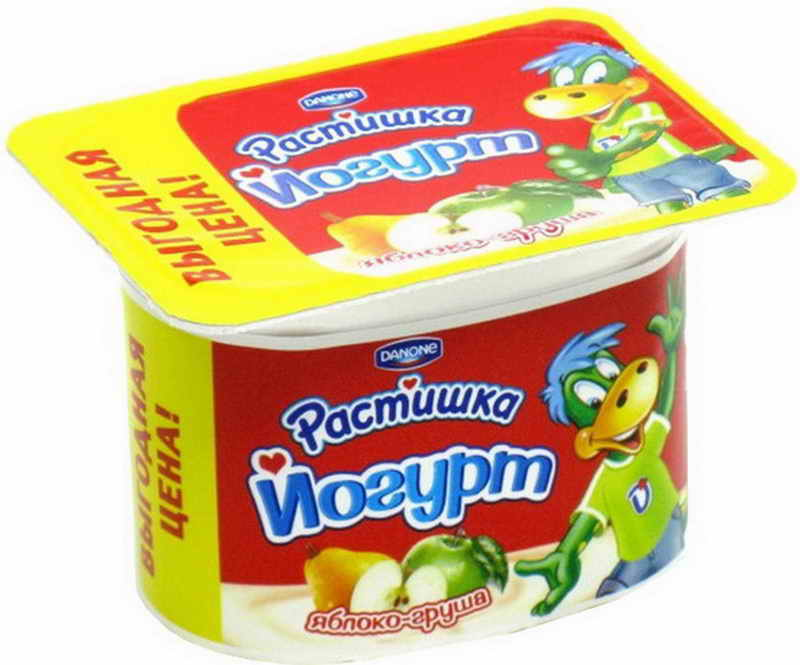 DANONE
Растишка
Йогурт
яблоко-груша
ВЫГОДНАЯ
ЦЕНА!
DANONE
Растишка
Йогурт
яблоко-груша
ВЫГОДНАЯ
ЦЕНА!